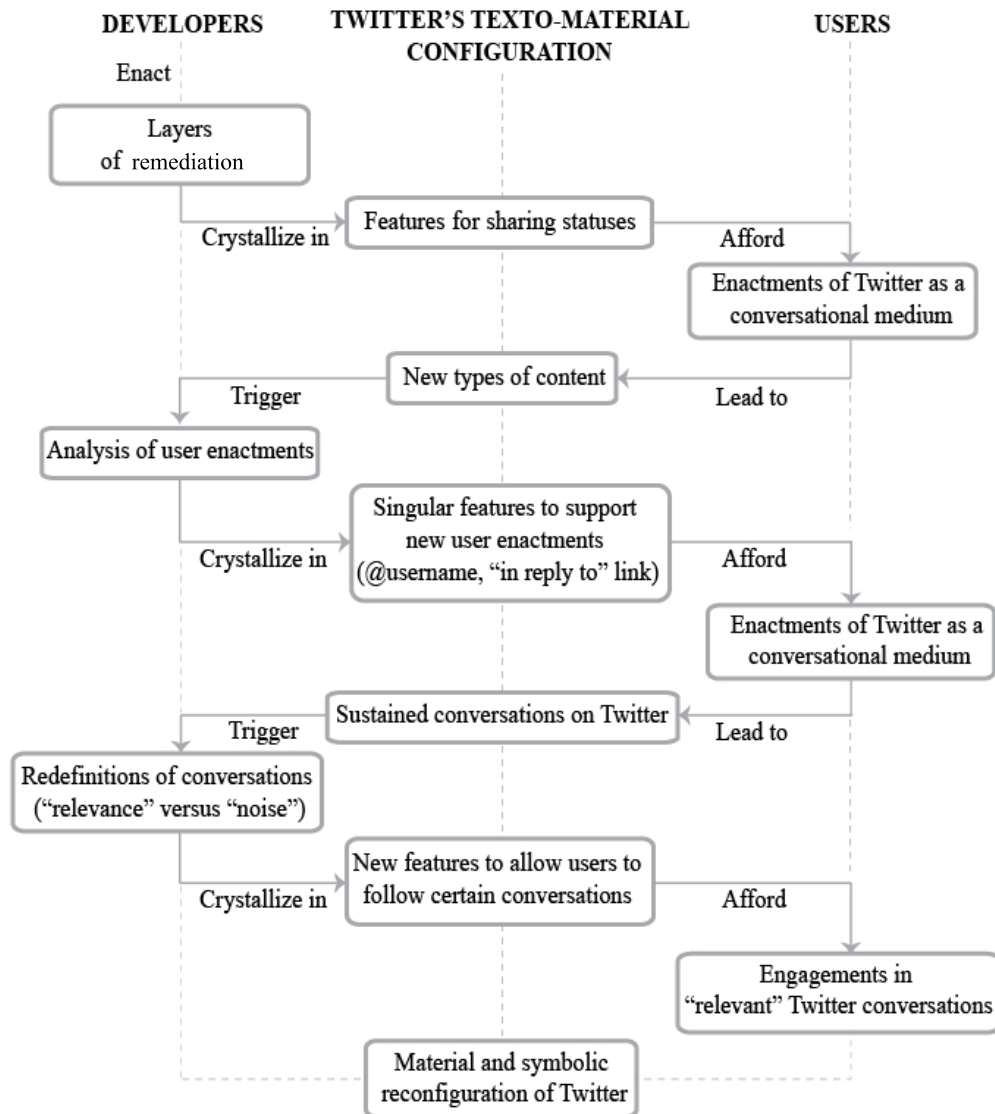 DEVELOPERS
TWITTER'S TEXTO-MATERIAL
CONFIGURATION
USERS
Enact
Layers
of remediation
Crystallize in
Features for sharing statuses
Afford
Enactments of Twitter as a
conversational medium
Lead to
New types of content
Trigger
Analysis of user enactments
Crystallize in
Singular features to support
new user enactments
(@username, “in reply to” link)
Afford
Enactments of Twitter as a
conversational medium
Lead to
Sustained conversations on Twitter
Trigger
Redefinitions of conversations
(“relevance” versus “noise”)
Crystallize in
New features to allow users to
follow certain conversations
Afford
Engagements in
“relevant” Twitter conversations
Material and symbolic
reconfiguration of Twitter